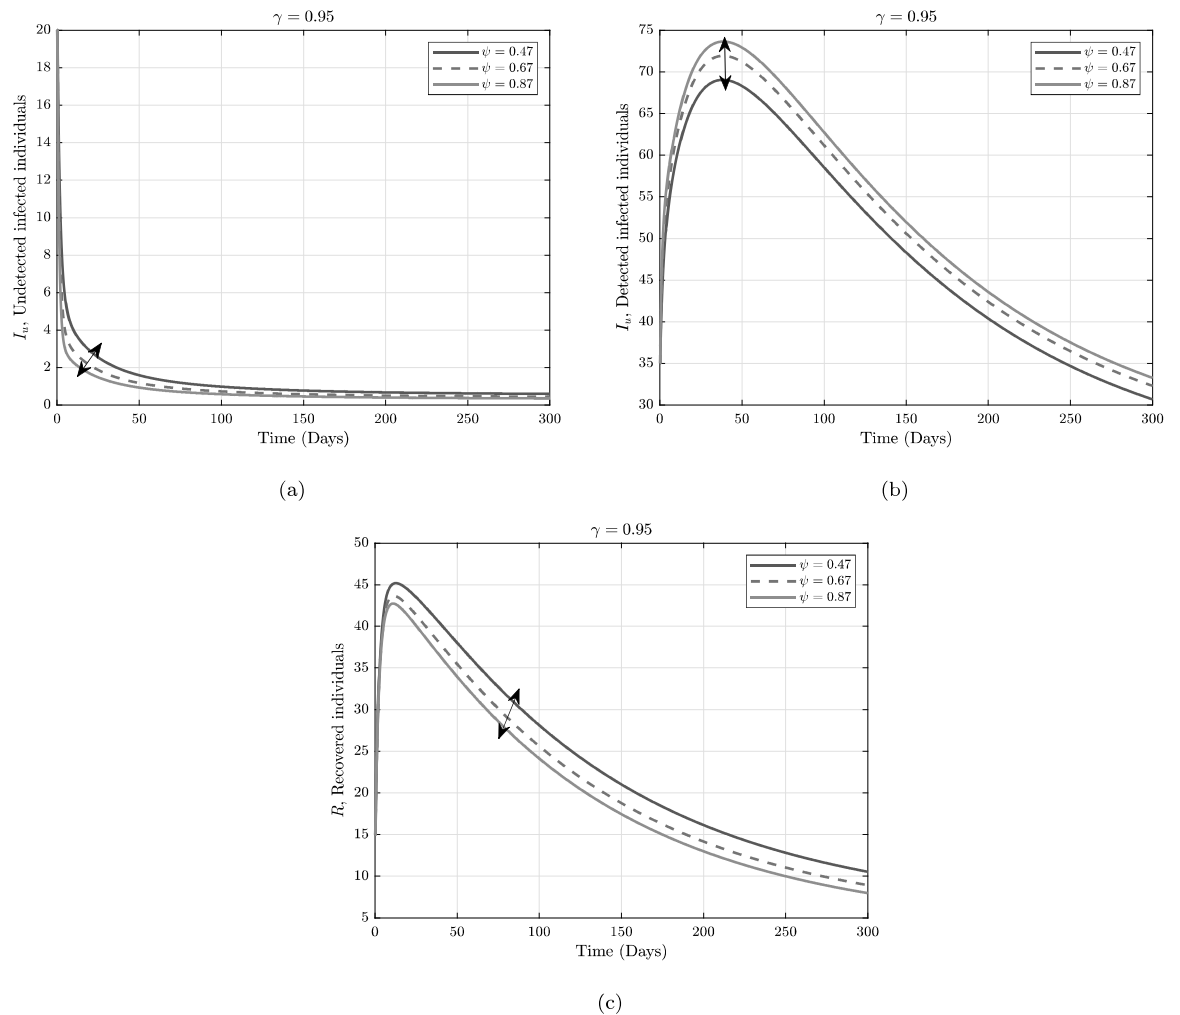 γ = 0.95
I_u, Undetected infected individuals
20
18
16
14
12
10
8
6
4
2
0
ψ = 0.47
ψ = 0.67
ψ = 0.87
0 50 100 150 200 250 300
Time (Days)
(a)
γ = 0.95
I_u, Detected infected individuals
75
70
65
60
55
50
45
40
35
30
ψ = 0.47
ψ = 0.67
ψ = 0.87
0 50 100 150 200 250 300
Time (Days)
(b)
γ = 0.95
R, Recovered individuals
50
45
40
35
30
25
20
15
10
5
ψ = 0.47
ψ = 0.67
ψ = 0.87
0 50 100 150 200 250 300
Time (Days)
(c)